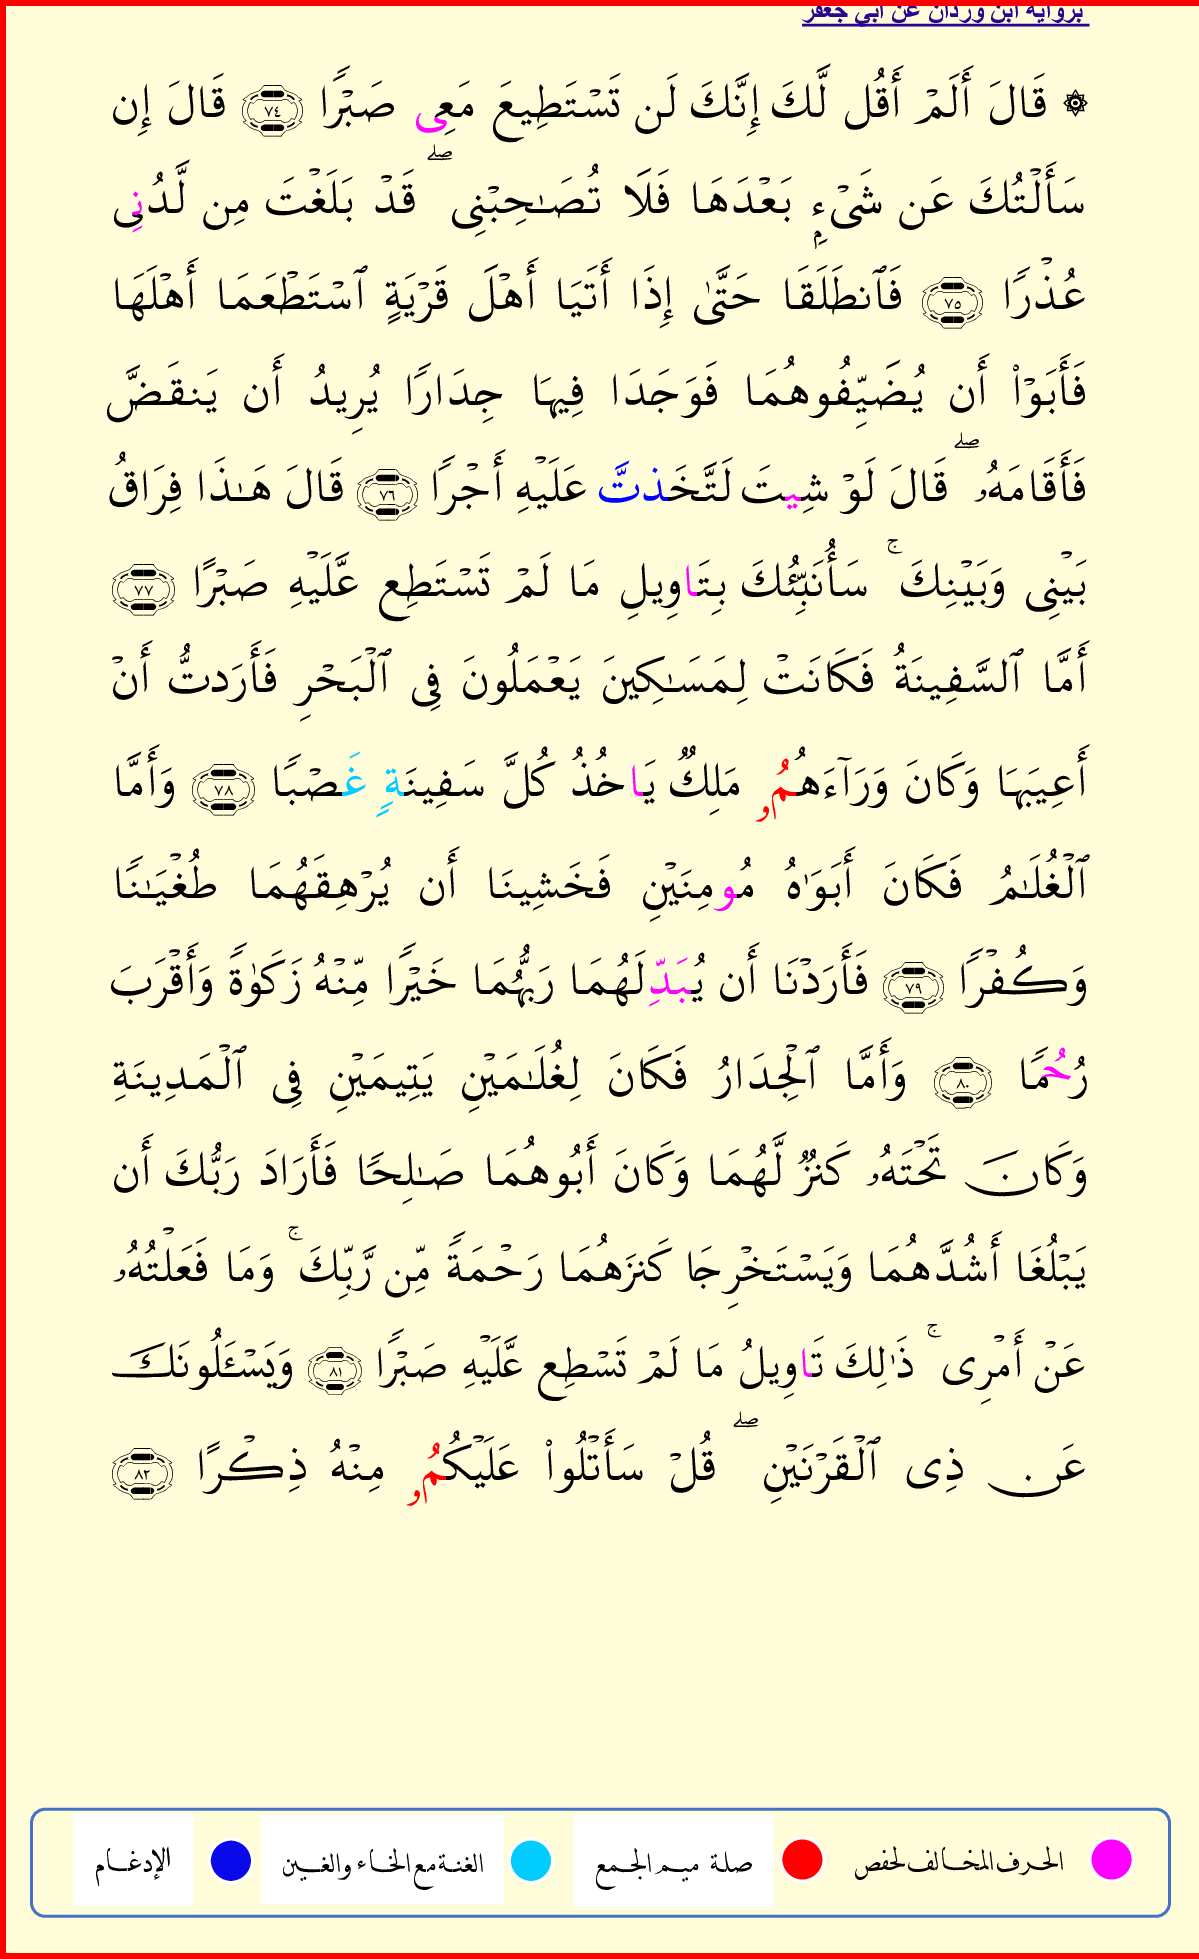 برواية ابن وردان عن أبي جعفر
۞ قَالَ أَلَمۡ أَقُل لَّكَ إِنَّكَ لَن تَسۡتَطِيعَ مَعِى صَبۡرٗا ٧٤ قَالَ إِن
سَأَلۡتُكَ عَن شَىۡءِۭ بَعۡدَهَا فَلَا تُصَٰحِبۡنِى ۖ قَدۡ بَلَغۡتَ مِن لَّدُنِى
عُذۡرٗا ٧٥ فَٱنطَلَقَا حَتَّىٰ إِذَا أَتَيَا أَهۡلَ قَرۡيَةٍ ٱسۡتَطۡعَمَا أَهۡلَهَا
فَأَبَوۡاْ أَن يُضَيِّفُوهُمَا فَوَجَدَا فِيهَا جِدَارٗا يُرِيدُ أَن يَنقَضَّ
فَأَقَامَهُۥ ۖ قَالَ لَوۡ شِيتَ لَتَّخَذتَّ عَلَيۡهِ أَجۡرٗا ٧٦ قَالَ هَٰذَا فِرَاقُ
بَيۡنِى وَبَيۡنِكَ ۚ سَأُنَبِّئُكَ بِتَاوِيلِ مَا لَمۡ تَسۡتَطِع عَّلَيۡهِ صَبۡرًا ٧٧
أَمَّا ٱلسَّفِينَةُ فَكَانَتۡ لِمَسَٰكِينَ يَعۡمَلُونَ فِى ٱلۡبَحۡرِ فَأَرَدتُّ أَنۡ
أَعِيبَهَا وَكَانَ وَرَآءَهُمُۥ مَلِكٞ يَاخُذُ كُلَّ سَفِينَةٍ غَصۡبٗا ٧٨ وَأَمَّا
ٱلۡغُلَٰمُ فَكَانَ أَبَوَٰهُ مُومِنَيۡنِ فَخَشِينَا أَن يُرۡهِقَهُمَا طُغۡيَٰنٗا
وَكُفۡرٗا ٧٩ فَأَرَدۡنَا أَن يُبَدِّلَهُمَا رَبُّهُمَا خَيۡرٗا مِّنۡهُ زَكَوٰةٗ وَأَقۡرَبَ
رُحُمٗا ٨٠ وَأَمَّا ٱلۡجِدَارُ فَكَانَ لِغُلَٰمَيۡنِ يَتِيمَيۡنِ فِى ٱلۡمَدِينَةِ
وَكَانَ تَحۡتَهُۥ كَنزٞ لَّهُمَا وَكَانَ أَبُوهُمَا صَٰلِحٗا فَأَرَادَ رَبُّكَ أَن
يَبۡلُغَا أَشُدَّهُمَا وَيَسۡتَخۡرِجَا كَنزَهُمَا رَحۡمَةٗ مِّن رَّبِّكَ ۚ وَمَا فَعَلۡتُهُۥ
عَنۡ أَمۡرِى ۚ ذَٰلِكَ تَاوِيلُ مَا لَمۡ تَسۡطِع عَّلَيۡهِ صَبۡرٗا ٨١ وَيَسۡـَٔلُونَكَ
عَن ذِى ٱلۡقَرۡنَيۡنِ ۖ قُلۡ سَأَتۡلُواْ عَلَيۡكُمُۥ مِنۡهُ ذِكۡرًا ٨٢
الحرف المخالف لحفص صلة ميم الجمع الغنة مع الخاء والغين الإدغام